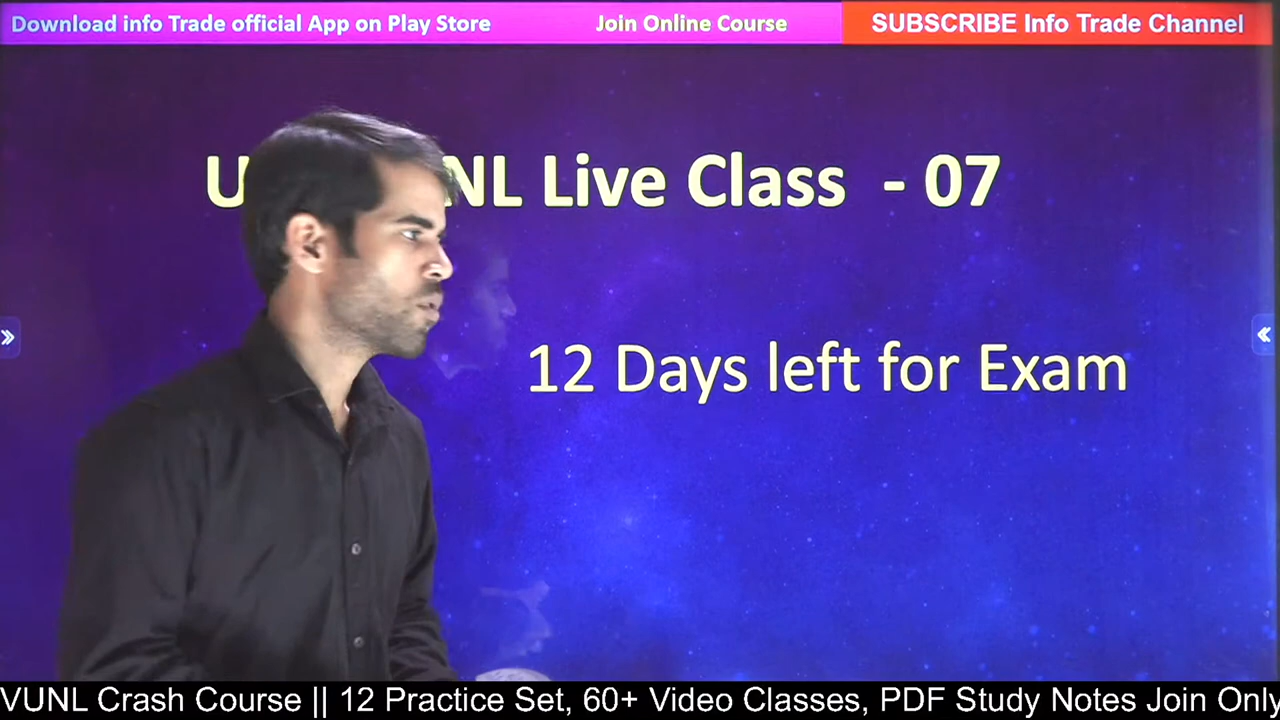 Download info Trade official App on Play Store
Join Online Course
SUBSCRIBE Info Trade Channel
NL Live Class - 07
12 Days left for Exam
VUNL Crash Course || 12 Practice Set, 60+ Video Classes, PDF Study Notes Join Only